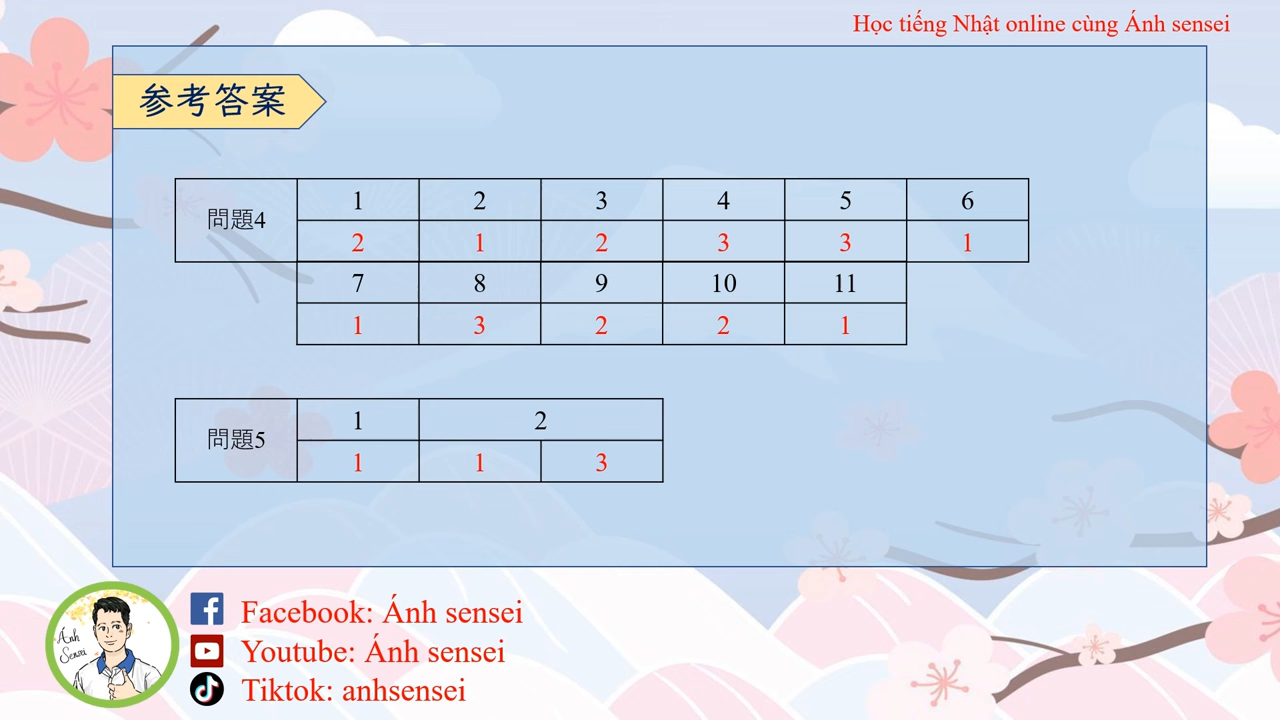 Học tiếng Nhật online cùng Ánh sensei
参考答案
問題4
1 2 3 4 5 6
2 1 2 3 3 1
7 8 9 10 11
1 3 2 2 1
問題5
1 2
1 1 3
Ánh
Sensei
Facebook: Ánh sensei
Youtube: Ánh sensei
Tiktok: anhsensei